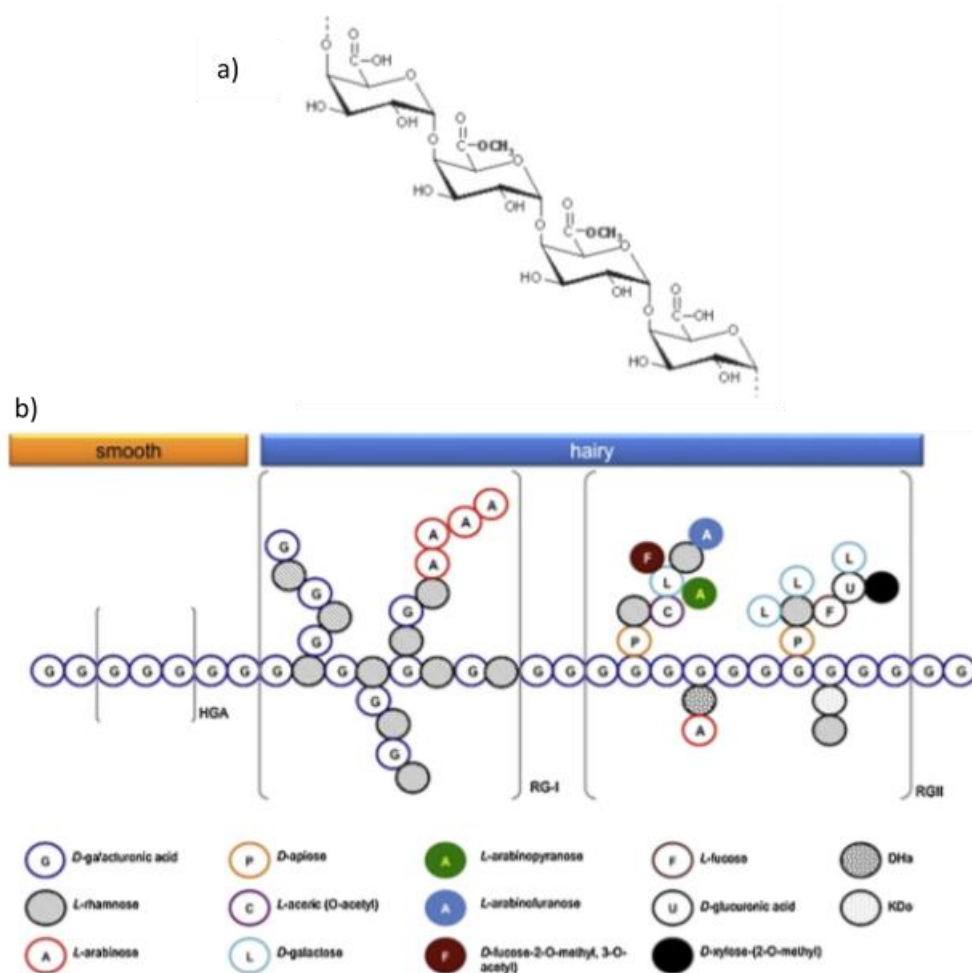 a)
O
O
C–OH
O
HO
OH
O
O
C–OCH3
O
HO
OH
O
O
C–OCH3
O
HO
OH
O
O
C–OH
O
HO
OH
b)
smooth hairy
A A A
G A F A L L
A L A U
G G C L P F
G P
G G G G G G G G G G G G G G G G G G G G G G G G G
G HGA A
G
RG-I RGII
G D-galacturonic acid P D-apiose A L-arabinopyranose F L-fucose DHa
L-rhamnose C L-aceric (O-acetyl) A L-arabinofuranose U D-glucuronic acid KDo
A L-arabinose L D-galactose F D-fucose-2-O-methyl, 3-O- D-xylose-(2-O-methyl)
acetyl)